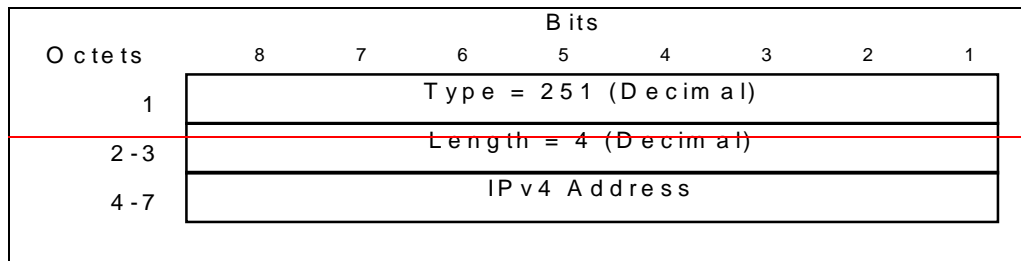 Bits
Octets 8 7 6 5 4 3 2 1
1 Type = 251 (Decimal)
2-3 Length = 4 (Decimal)
4-7 IPv4 Address